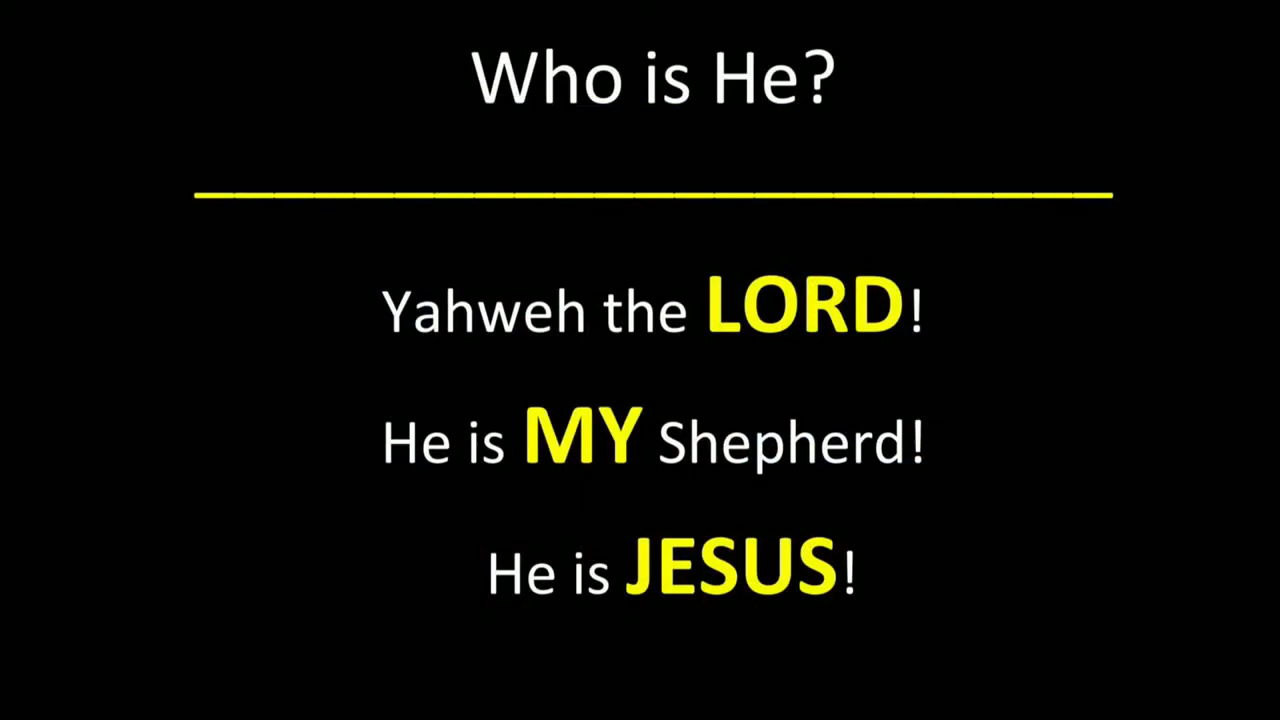 Who is He?
Yahweh the LORD!
He is MY Shepherd!
He is JESUS!